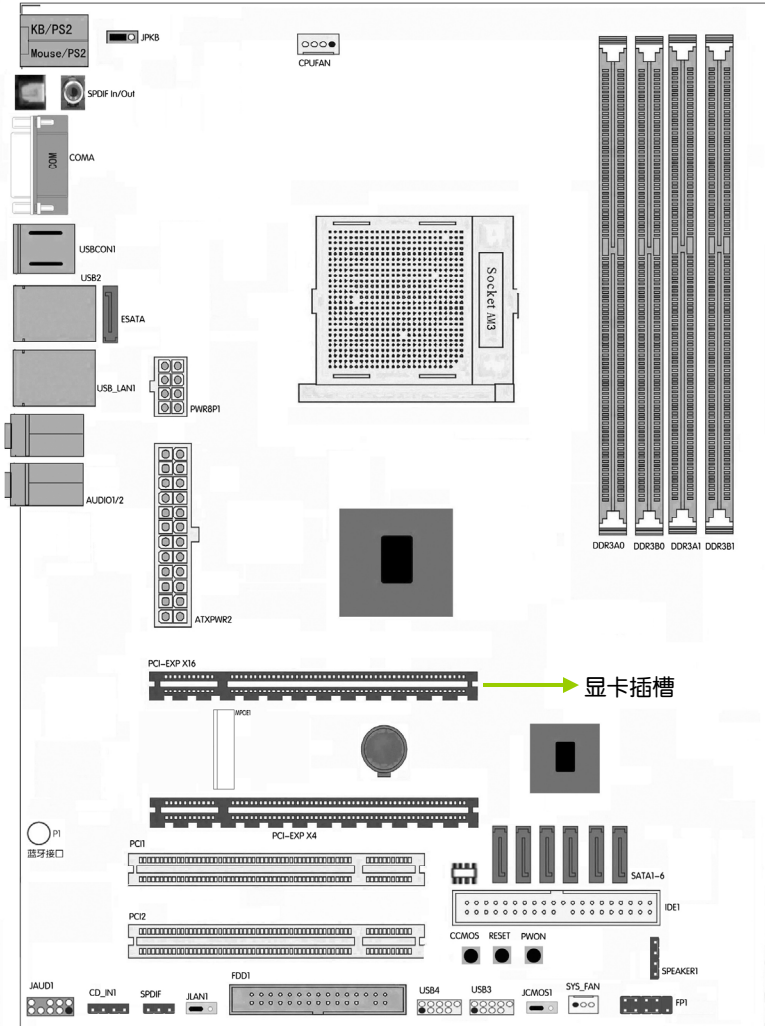 KB/PS2
Mouse/PS2
JPKB
CPUFAN
SPDIF In/Out
COM
COMA
USBCON1
USB2
ESATA
USB_LAN1
PWR8P1
AUDIO1/2
ATXPWR2
Socket AM3
DDR3A0
DDR3B0
DDR3A1
DDR3B1
PCI-EXP X16
显卡插槽
MPCIE1
PCI-EXP X4
P1
蓝牙接口
PCI1
SATA1-6
IDE1
PCI2
CCMOS
RESET
PWON
SPEAKER1
JAUD1
CD_IN1
SPDIF
JLAN1
FDD1
USB4
USB3
JCMOS1
SYS_FAN
FP1